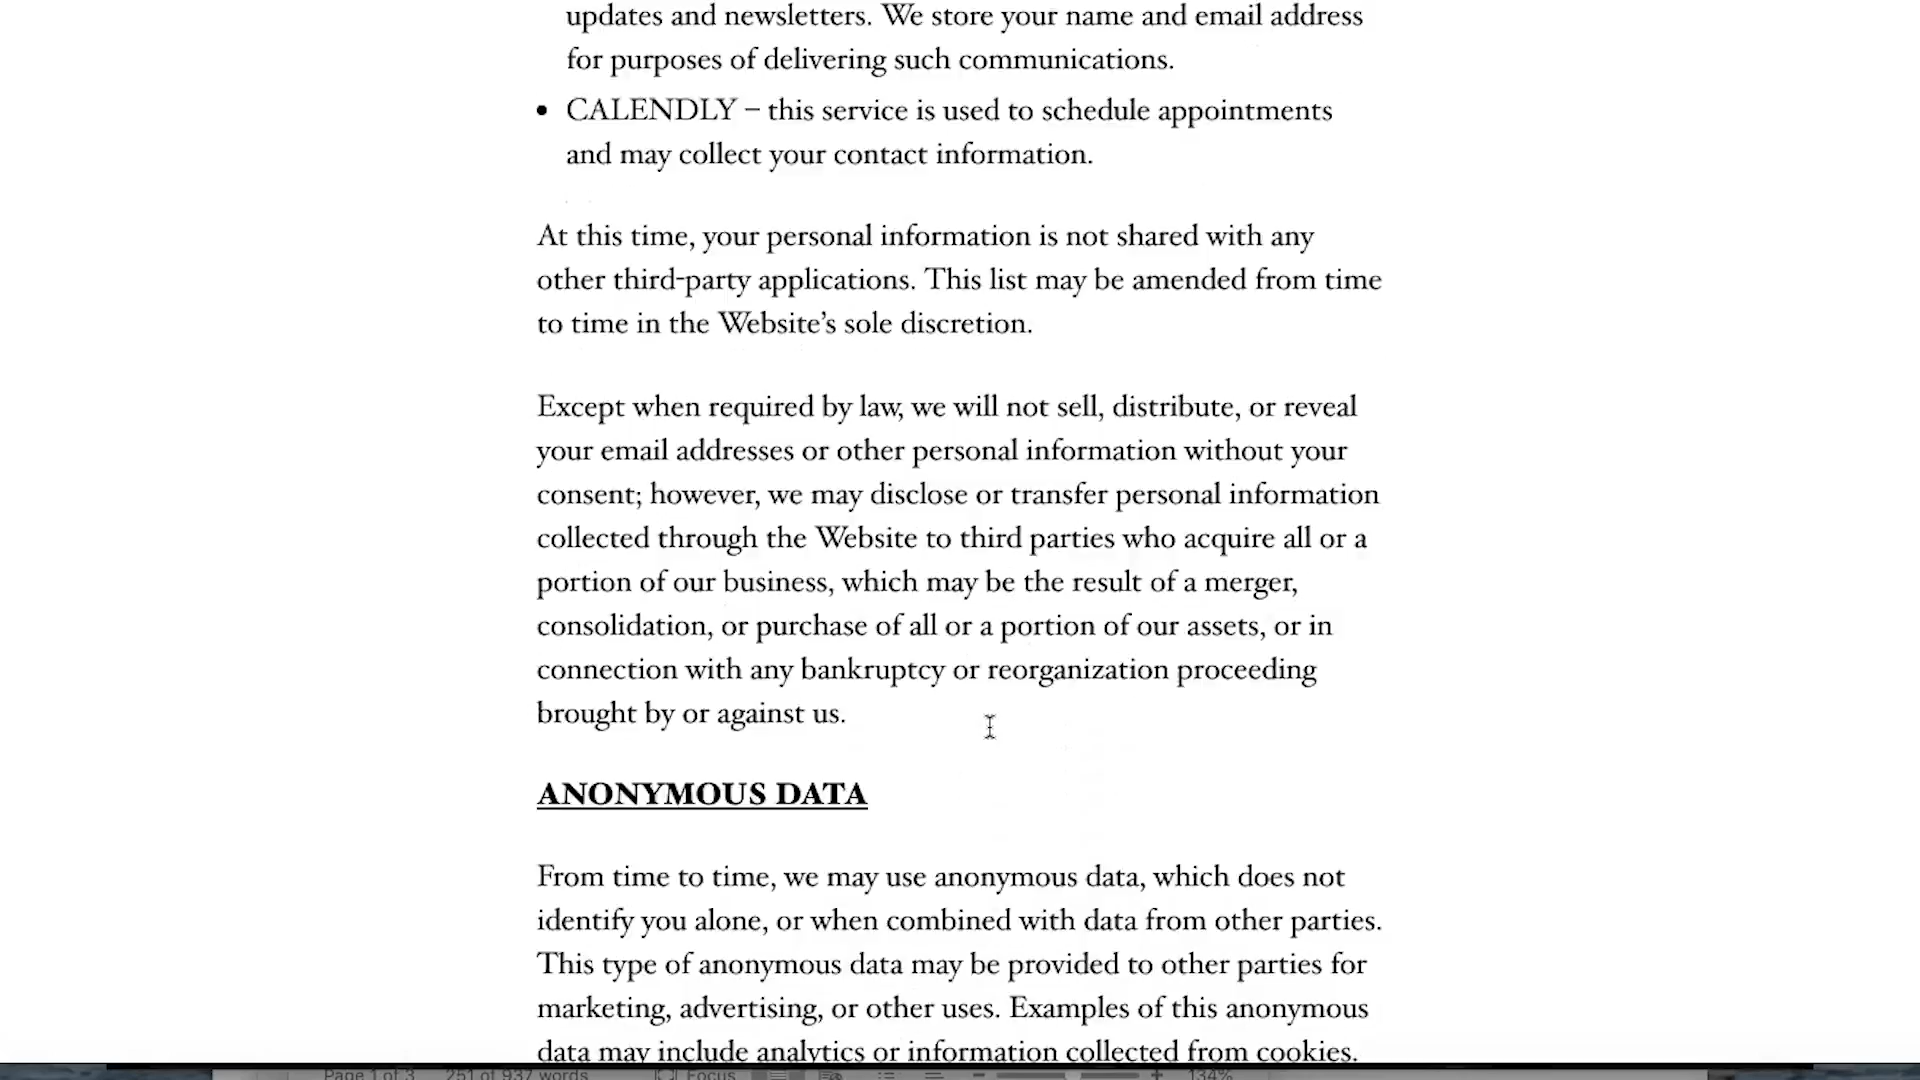 updates and newsletters. We store your name and email address
for purposes of delivering such communications.
• CALENDLY – this service is used to schedule appointments
and may collect your contact information.
At this time, your personal information is not shared with any
other third-party applications. This list may be amended from time
to time in the Website’s sole discretion.
Except when required by law, we will not sell, distribute, or reveal
your email addresses or other personal information without your
consent; however, we may disclose or transfer personal information
collected through the Website to third parties who acquire all or a
portion of our business, which may be the result of a merger,
consolidation, or purchase of all or a portion of our assets, or in
connection with any bankruptcy or reorganization proceeding
brought by or against us.
ANONYMOUS DATA
From time to time, we may use anonymous data, which does not
identify you alone, or when combined with data from other parties.
This type of anonymous data may be provided to other parties for
marketing, advertising, or other uses. Examples of this anonymous
data may include analytics or information collected from cookies.
Page 1 of 3 251 of 937 words Focus 134%